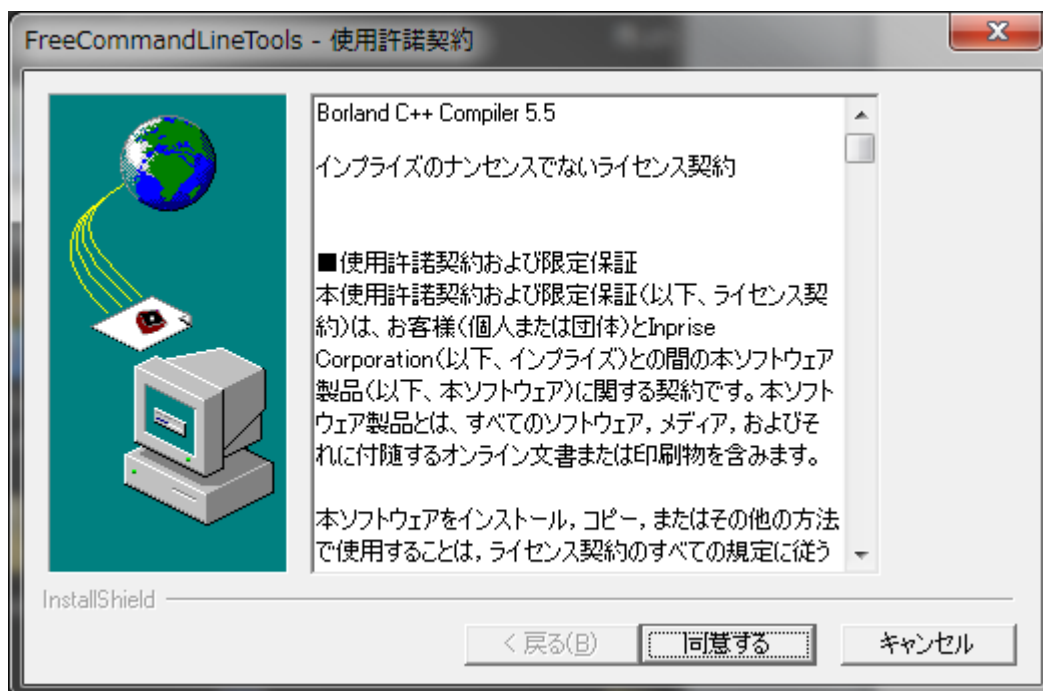 FreeCommandLineTools - 使用許諾契約
Borland C++ Compiler 5.5
インプライズのナンセンスでないライセンス契約
■使用許諾契約および限定保証
本使用許諾契約および限定保証(以下、ライセンス契
約)は、お客様(個人または団体)とInprise
Corporation(以下、インプライズ)との間の本ソフトウェア
製品(以下、本ソフトウェア)に関する契約です。本ソフト
ウェア製品とは、すべてのソフトウェア，メディア，およびそ
れに付随するオンライン文書または印刷物を含みます。
本ソフトウェアをインストール，コピー，またはその他の方法
で使用することは，ライセンス契約のすべての規定に従う
InstallShield
< 戻る(B)
同意する
キャンセル